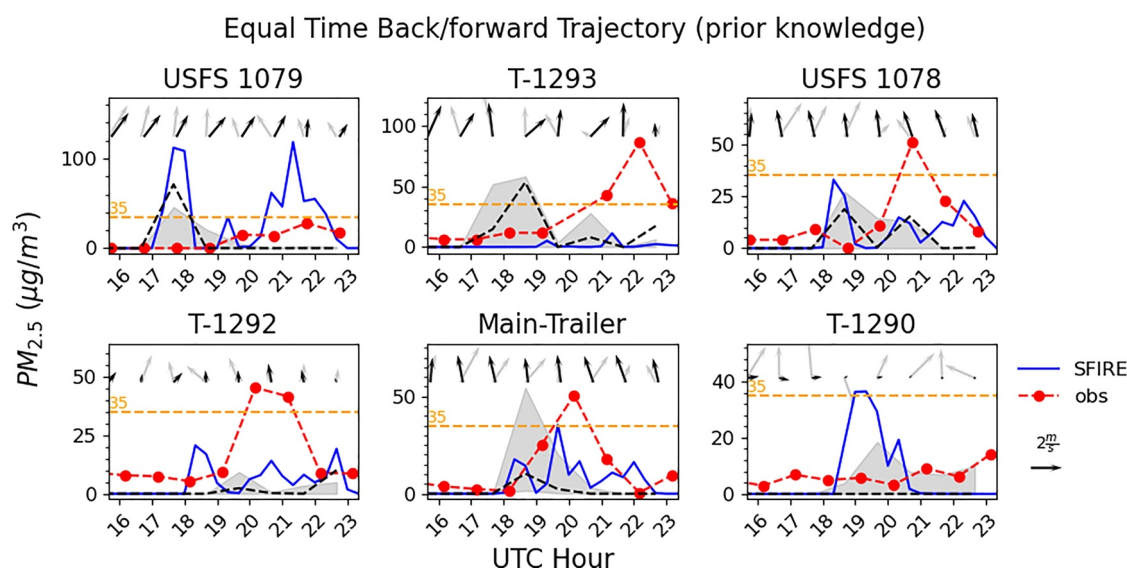 Equal Time Back/forward Trajectory (prior knowledge)
USFS 1079
T-1293
USFS 1078
100
0
35
16 17 18 19 20 21 22 23
100
50
0
35
16 17 18 19 20 21 22 23
50
25
0
35
16 17 18 19 20 21 22 23
PM2.5 (μg/m³)
T-1292
Main-Trailer
T-1290
50
25
0
35
16 17 18 19 20 21 22 23
50
0
35
16 17 18 19 20 21 22 23
40
20
0
35
16 17 18 19 20 21 22 23
SFIRE
obs
2 m/s
UTC Hour